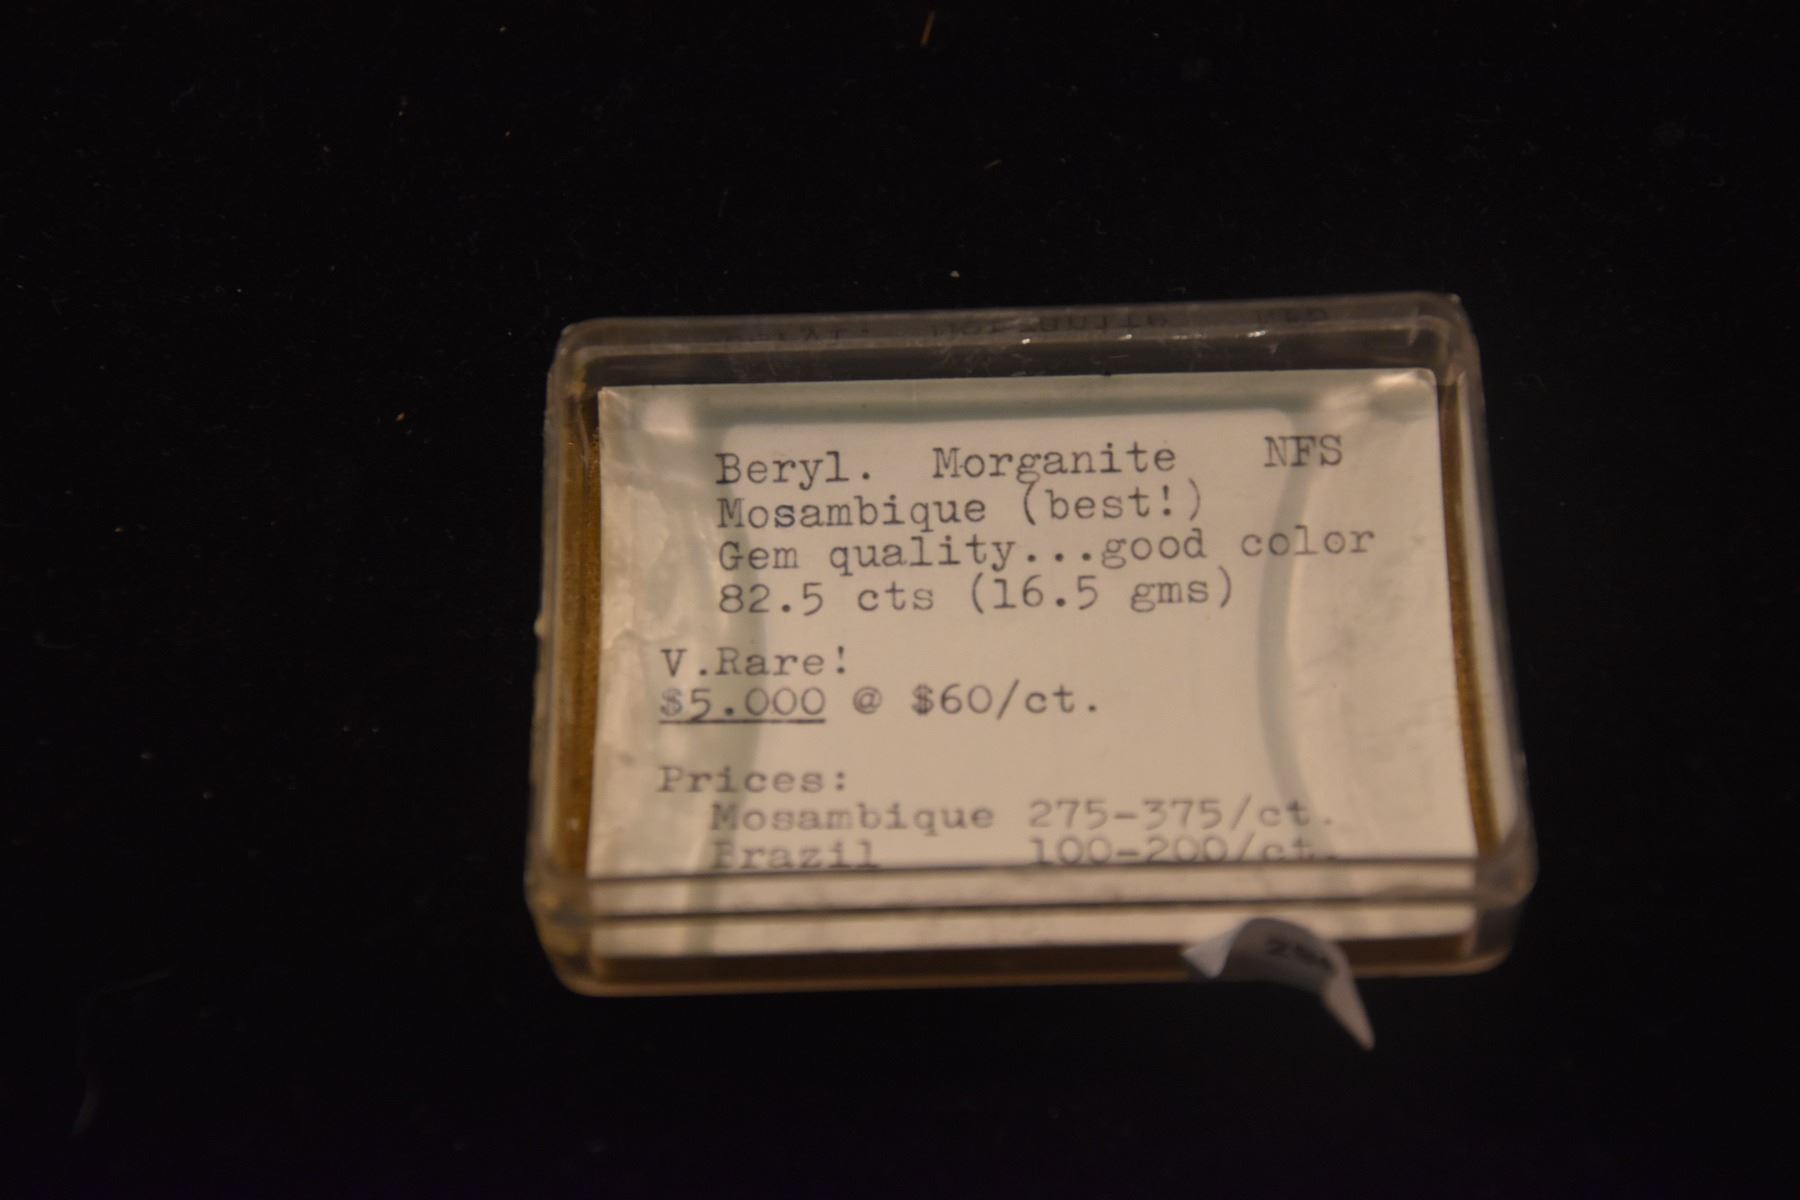 Beryl. Morganite NFS
Mosambique (best!)
Gem quality...good color
82.5 cts (16.5 gms)
V.Rare!
$5.000 @ $60/ct.
Prices:
Mosambique 275-375/ct.
Brazil 100-200/ct.